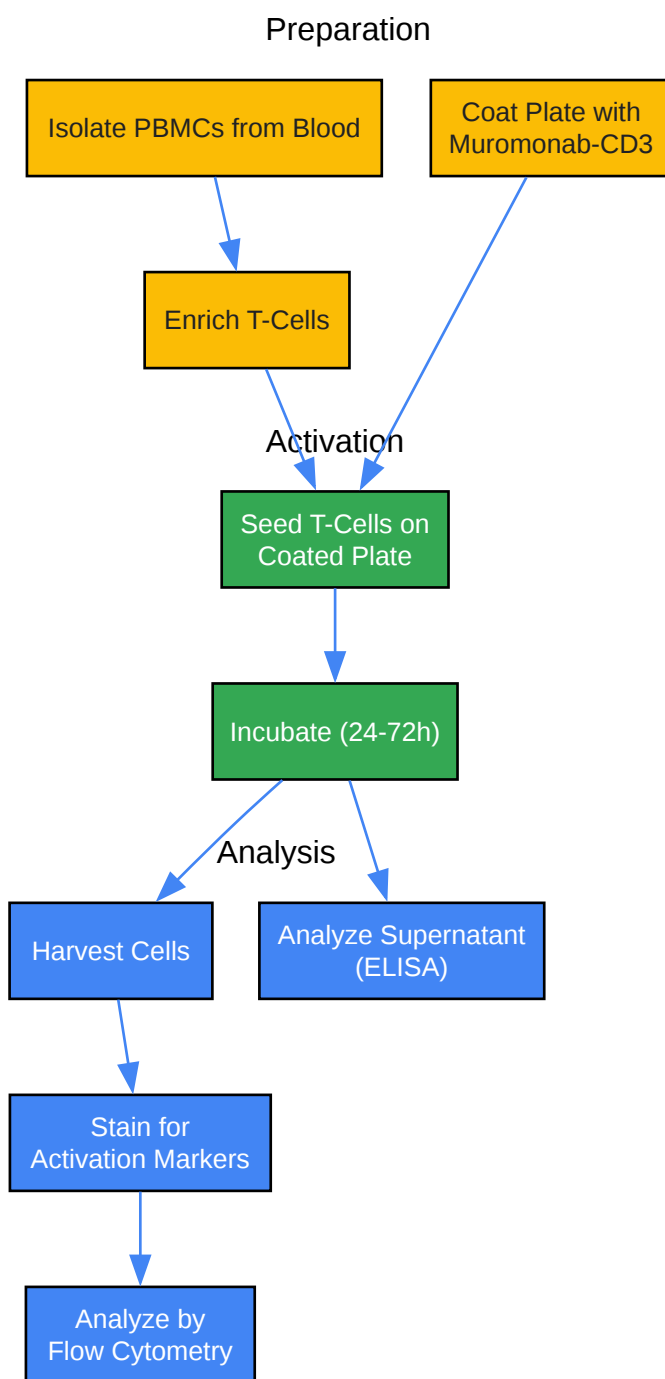 Preparation
Isolate PBMCs from Blood
Coat Plate with
Muromonab-CD3
Enrich T-Cells
Activation
Seed T-Cells on
Coated Plate
Incubate (24-72h)
Analysis
Harvest Cells
Analyze Supernatant
(ELISA)
Stain for
Activation Markers
Analyze by
Flow Cytometry